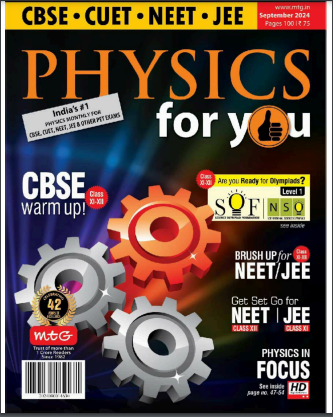 CBSE • CUET • NEET • JEE
www.mtg.in
September 2024
Pages 100 | ₹ 75
PHYSICS
for you
India's #1
PHYSICS MONTHLY FOR
CBSE, CUET, NEET, JEE & OTHER PET EXAMS
CBSE
warm up!
Class
XI-XII
Class
XI-XII
Are you Ready for Olympiads?
Level 1
SOF
NSO
see inside
BRUSH UP for
Class
XI-XII
NEET/JEE
Get Set Go for
NEET | JEE
CLASS XII
CLASS XI
PHYSICS IN
FOCUS
See inside
page no. 47-54
HD
42
mtG
Trust of more than
1 Crore Readers
Since 1982